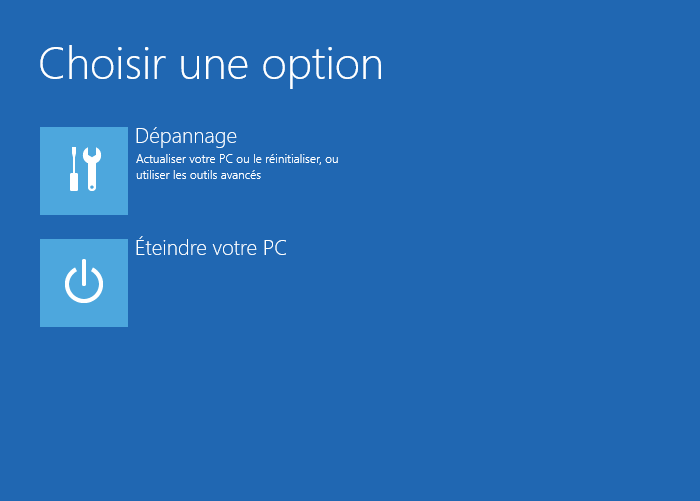 Choisir une option
Dépannage
Actualiser votre PC ou le réinitialiser, ou
utiliser les outils avancés
Éteindre votre PC